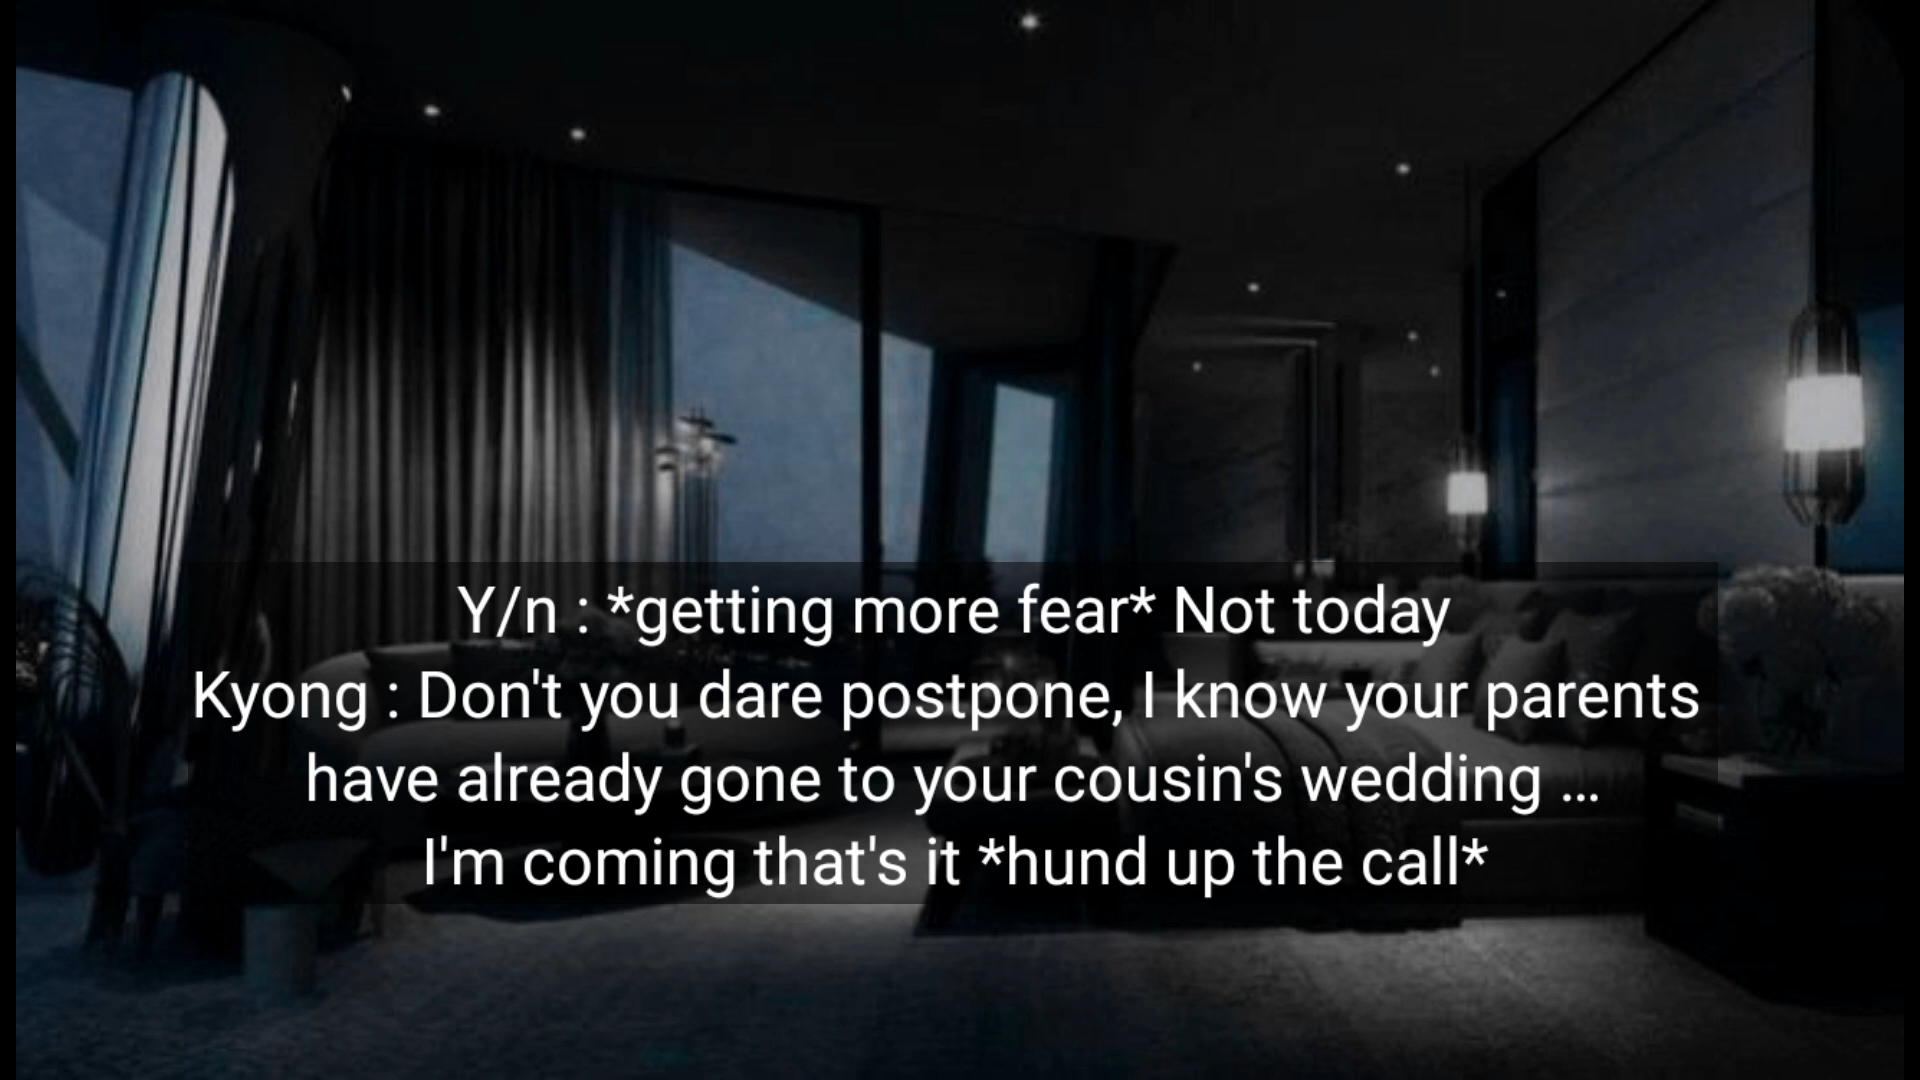 Y/n : *getting more fear* Not today
Kyong : Don't you dare postpone, I know your parents
have already gone to your cousin's wedding ...
I'm coming that's it *hund up the call*